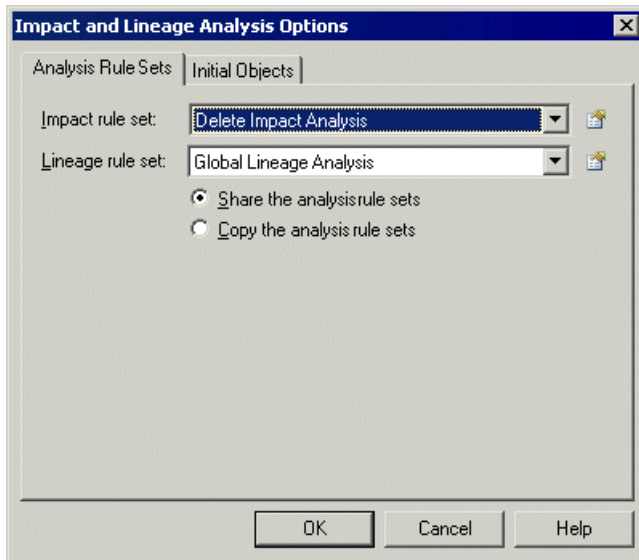 Impact and Lineage Analysis Options
Analysis Rule Sets Initial Objects
Impact rule set: Delete Impact Analysis
Lineage rule set: Global Lineage Analysis
Share the analysisrule sets
Copy the analysis rule sets
OK Cancel Help